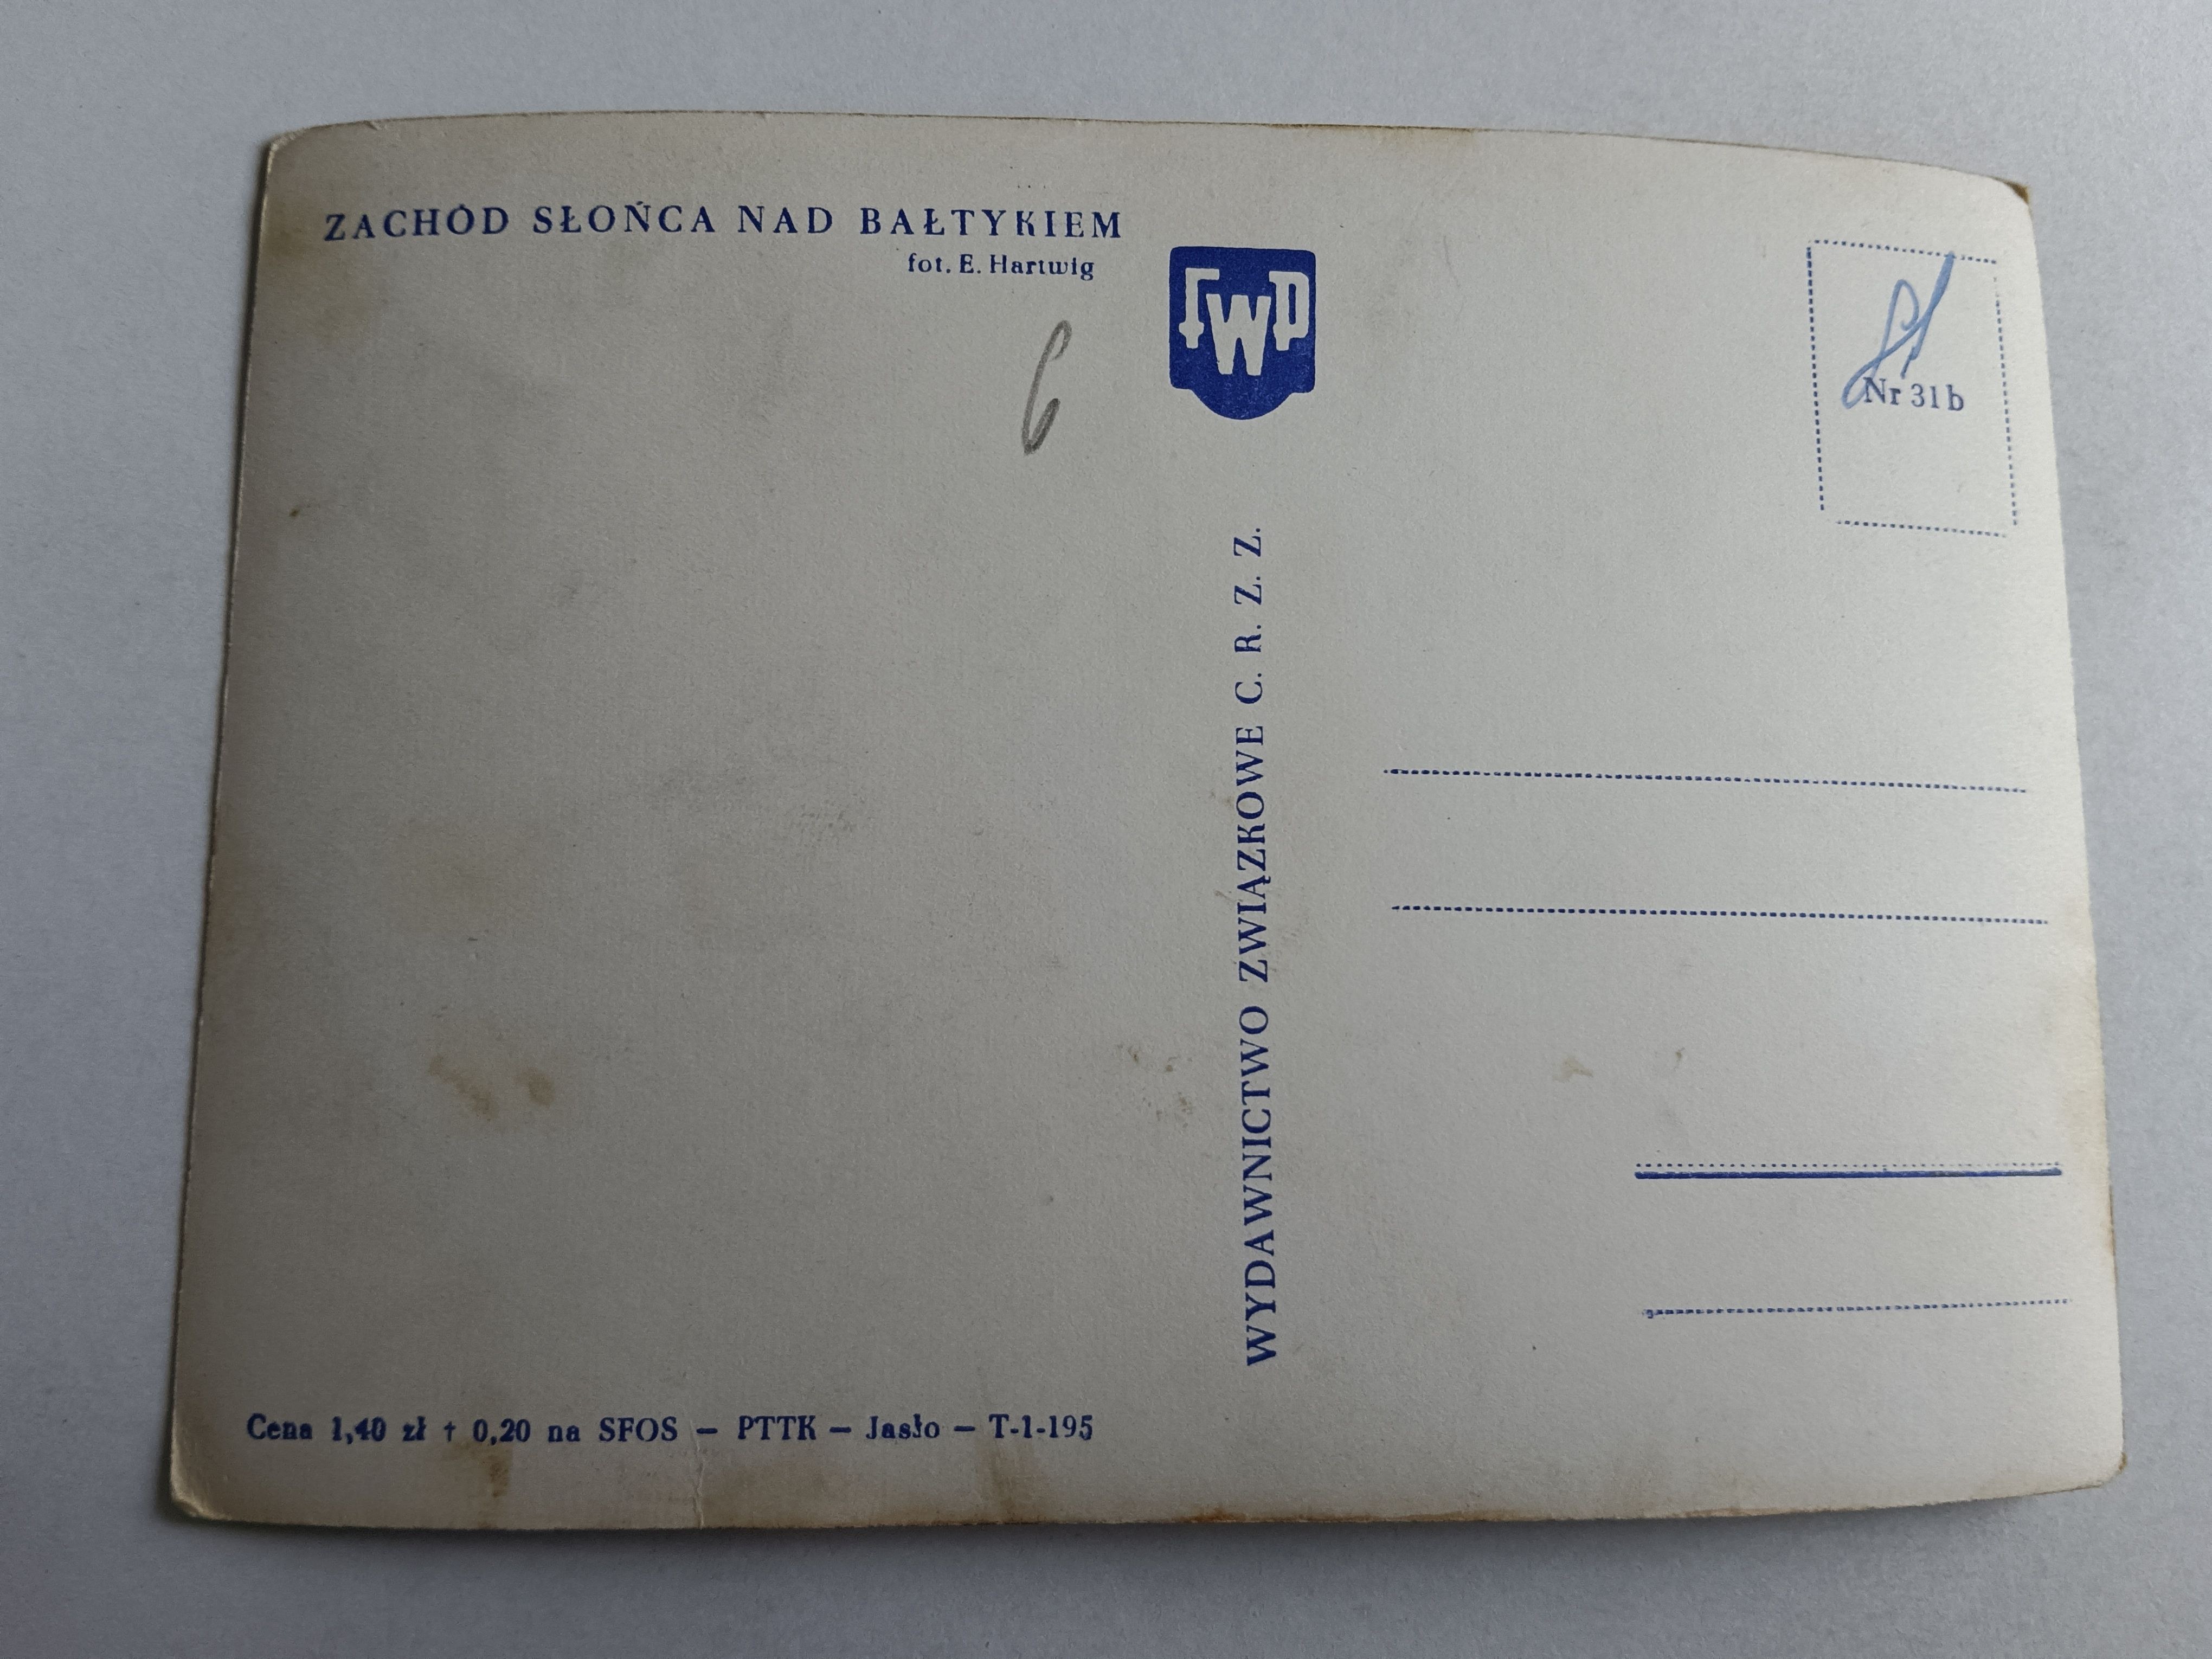 ZACHÓD SŁOŃCA NAD BAŁTYKIEM
fot. E. Hartwig
6
FWP
Nr 31 b
WYDAWNICTWO ZWIĄZKOWE C. R. Z. Z.
Cena 1,40 zł + 0,20 na SFOS — PTTK — Jasło — T-1-195